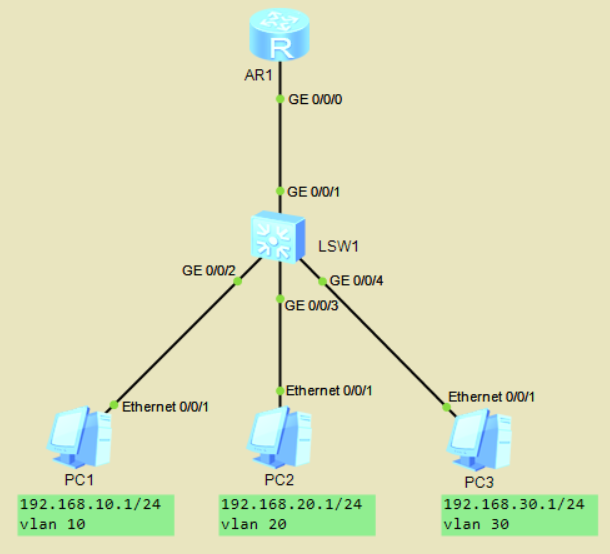 R
AR1
GE 0/0/0
GE 0/0/1
LSW1
GE 0/0/2
GE 0/0/4
GE 0/0/3
Ethernet 0/0/1
Ethernet 0/0/1
Ethernet 0/0/1
PC1
PC2
PC3
192.168.10.1/24
vlan 10
192.168.20.1/24
vlan 20
192.168.30.1/24
vlan 30